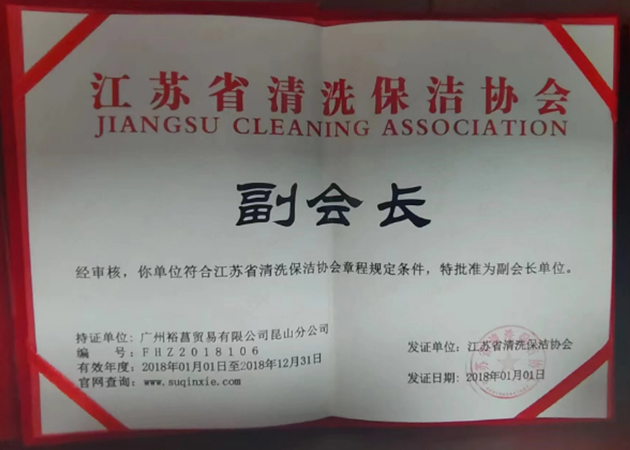 江苏省清洗保洁协会
JIANGSU CLEANING ASSOCIATION
副会长
经审核，你单位符合江苏省清洗保洁协会章程规定条件，特批准为副会长单位。
持证单位：广州裕菖贸易有限公司昆山分公司
编　号：FHZ2018106
有效年度：2018年01月01日至2018年12月31日
官网查询：www.suqinxie.com
发证单位：江苏省清洗保洁协会
发证日期：2018年01月01日